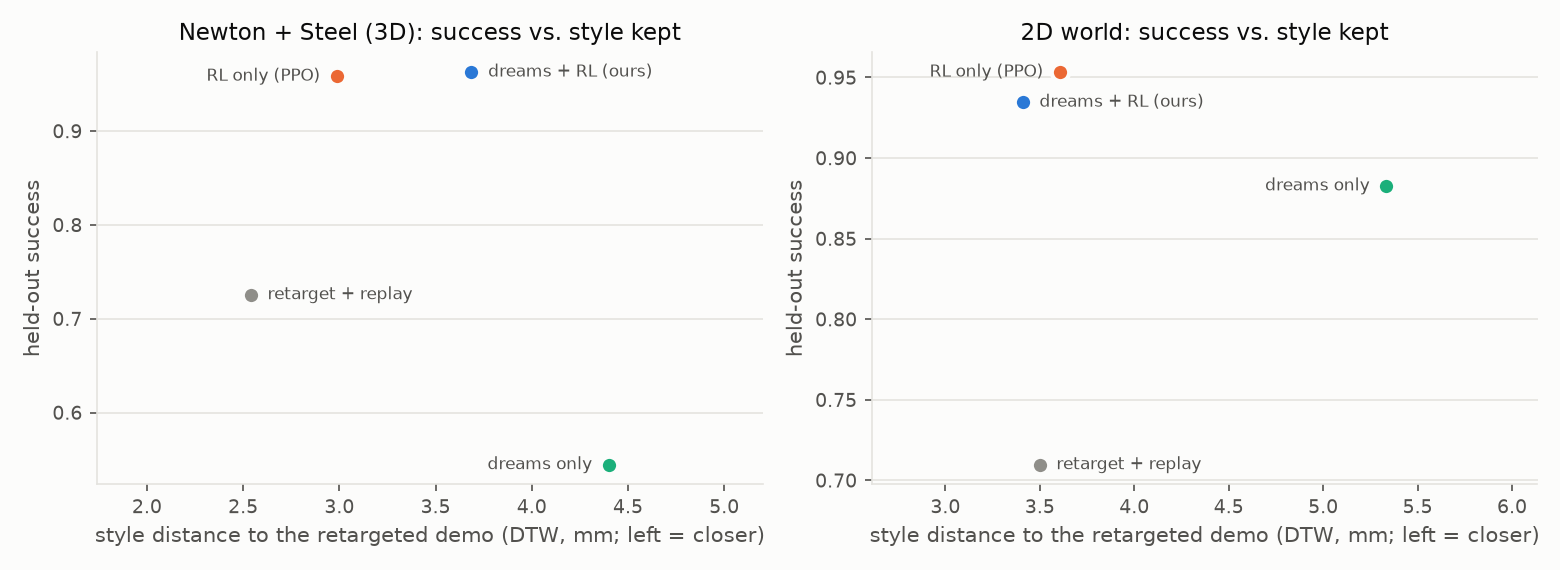 Newton + Steel (3D): success vs. style kept
RL only (PPO)
dreams + RL (ours)
0.9
0.8
retarget + replay
0.7
0.6
dreams only
held-out success
2.0 2.5 3.0 3.5 4.0 4.5 5.0
style distance to the retargeted demo (DTW, mm; left = closer)
2D world: success vs. style kept
RL only (PPO)
0.95
dreams + RL (ours)
0.90
dreams only
0.85
0.80
0.75
retarget + replay
0.70
held-out success
3.0 3.5 4.0 4.5 5.0 5.5 6.0
style distance to the retargeted demo (DTW, mm; left = closer)